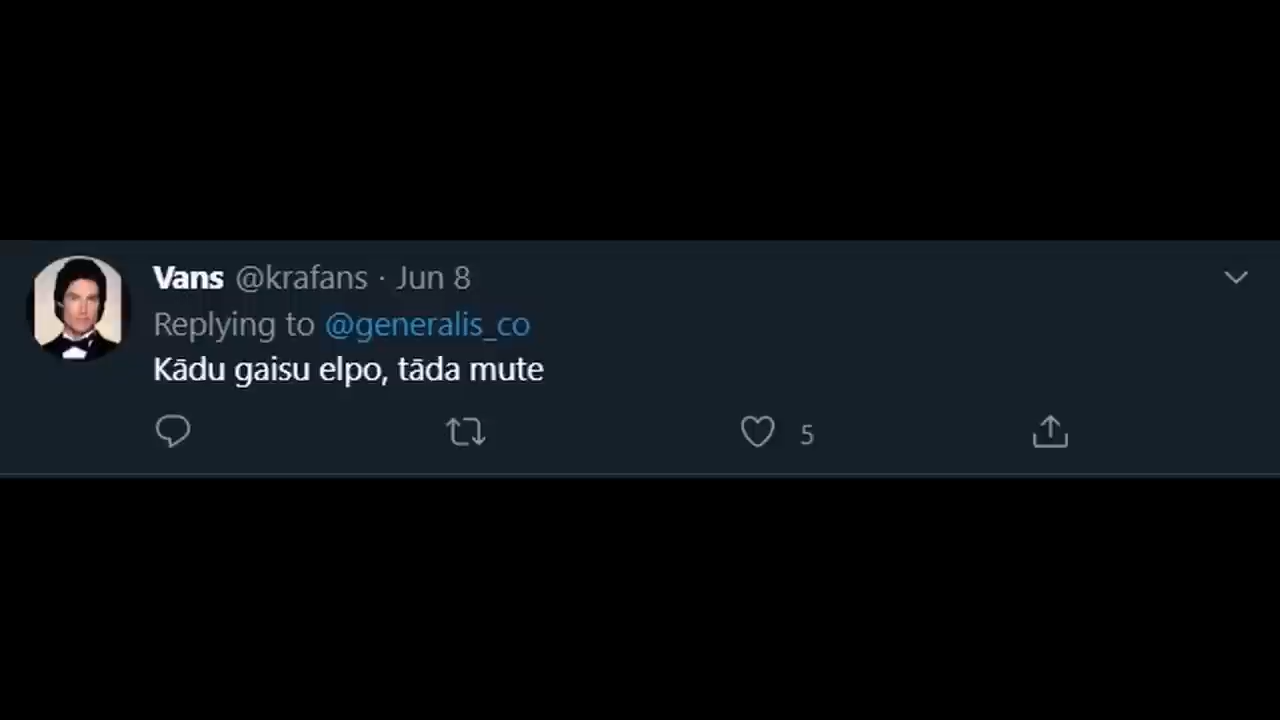 Vans @krafans · Jun 8
Replying to @generalis_co
Kādu gaisu elpo, tāda mute
5